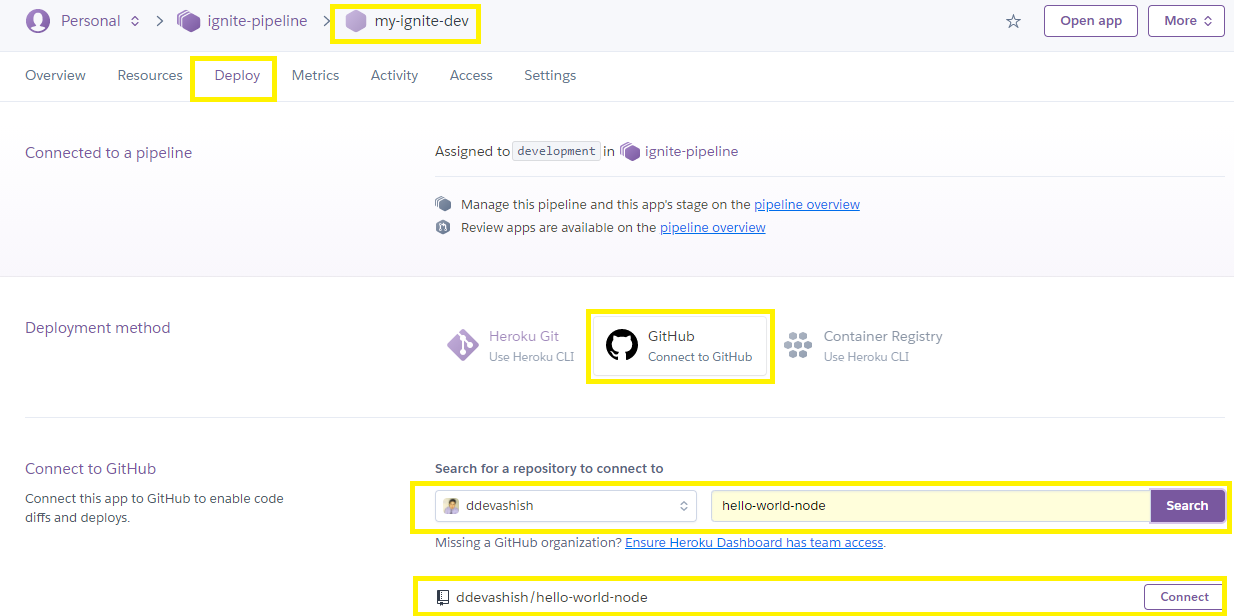 Personal ignite-pipeline my-ignite-dev Open app More
Overview Resources Deploy Metrics Activity Access Settings
Connected to a pipeline
Assigned to development in ignite-pipeline
Manage this pipeline and this app's stage on the pipeline overview
Review apps are available on the pipeline overview
Deployment method
Heroku Git
Use Heroku CLI
GitHub
Connect to GitHub
Container Registry
Use Heroku CLI
Connect to GitHub
Connect this app to GitHub to enable code
diffs and deploys.
Search for a repository to connect to
ddevashish hello-world-node Search
Missing a GitHub organization? Ensure Heroku Dashboard has team access.
ddevashish/hello-world-node Connect